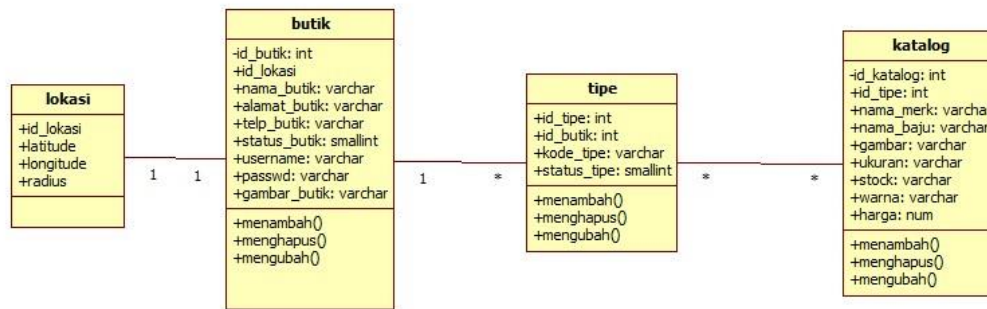 lokasi
+id_lokasi
+latitude
+longitude
+radius
1
1
butik
-id_butik: int
+id_lokasi
+nama_butik: varchar
+alamat_butik: varchar
+telp_butik: varchar
+status_butik: smallint
+username: varchar
+passwd: varchar
+gambar_butik: varchar
+menambah()
+menghapus()
+mengubah()
1
*
tipe
+id_tipe: int
+id_butik: int
+kode_tipe: varchar
+status_tipe: smallint
+menambah()
+menghapus()
+mengubah()
*
*
katalog
-id_katalog: int
+id_tipe: int
+nama_merk: varchar
+nama_baju: varchar
+gambar: varchar
+ukuran: varchar
+stock: varchar
+warna: varchar
+harga: num
+menambah()
+menghapus()
+mengubah()